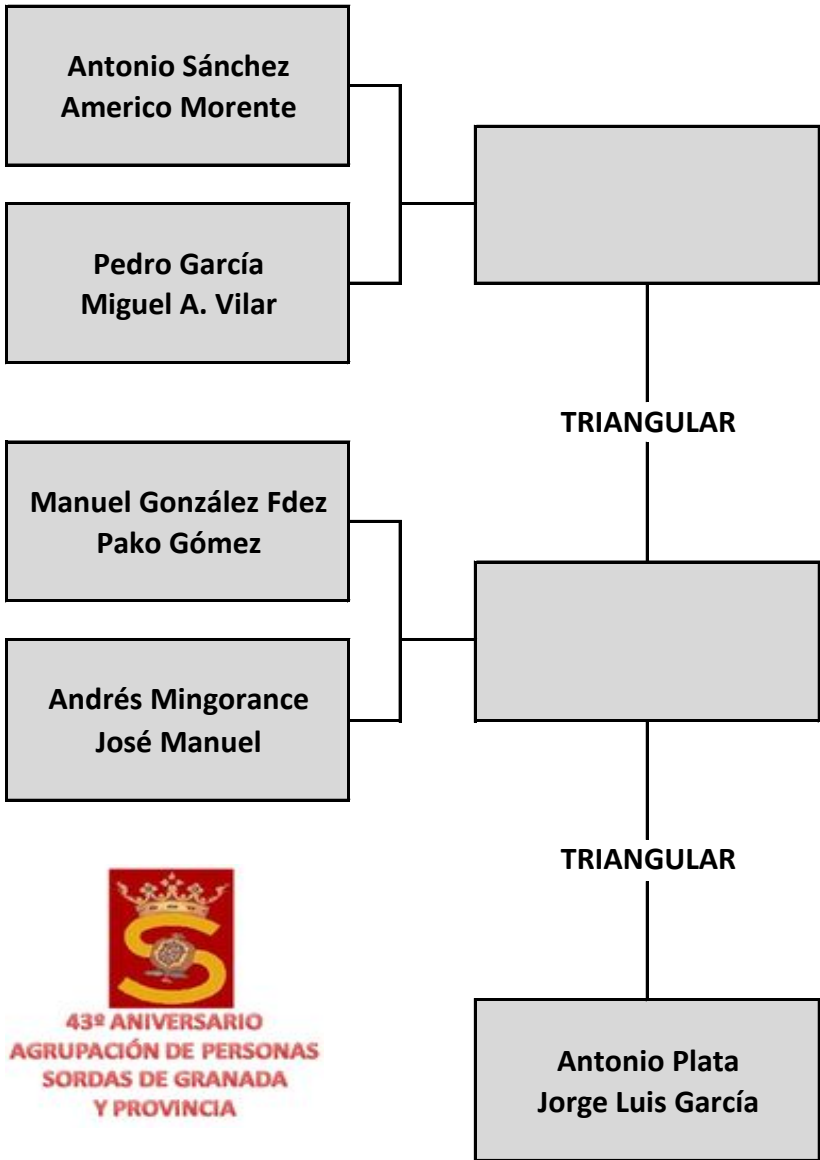 Antonio Sánchez
Americo Morente
Pedro García
Miguel A. Vilar
TRIANGULAR
Manuel González Fdez
Pako Gómez
Andrés Mingorance
José Manuel
TRIANGULAR
43º ANIVERSARIO
AGRUPACIÓN DE PERSONAS
SORDAS DE GRANADA
Y PROVINCIA
Antonio Plata
Jorge Luis García